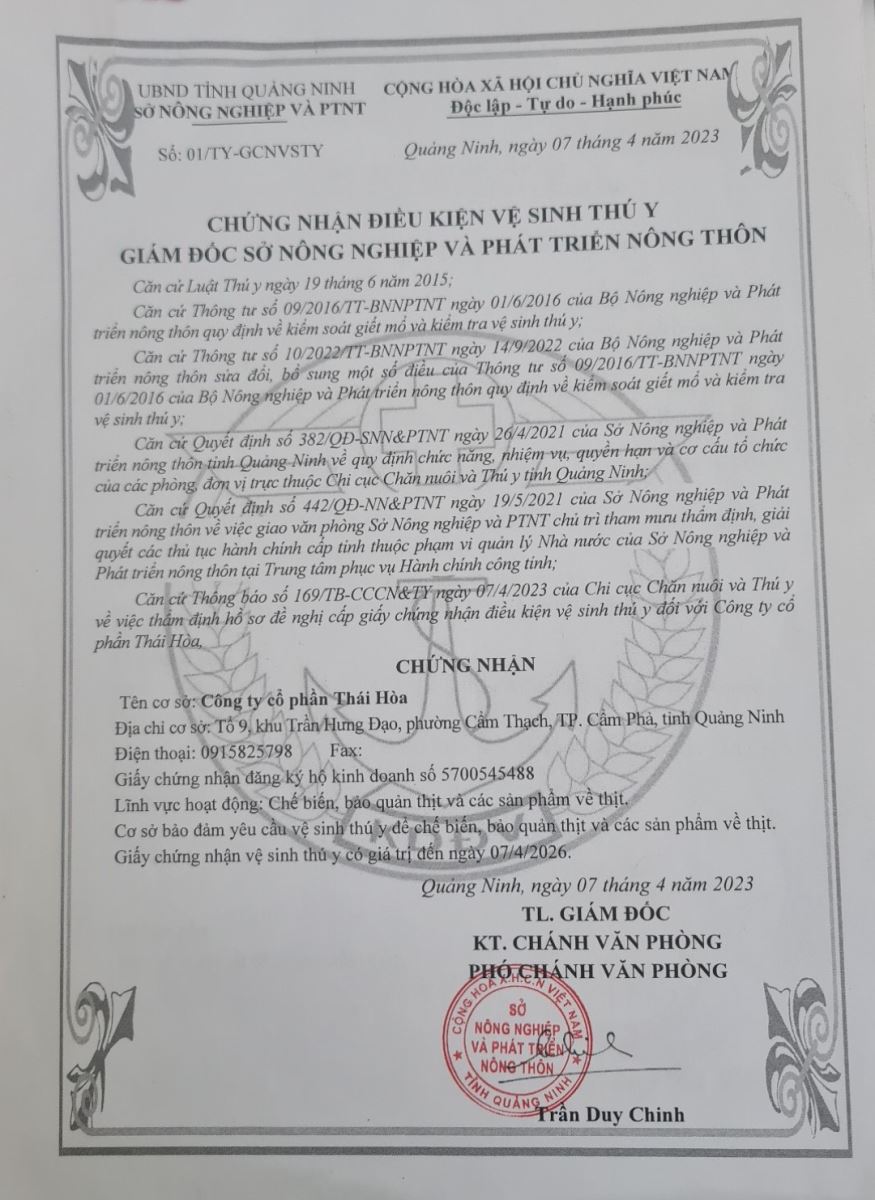 UBND TỈNH QUẢNG NINH
SỞ NÔNG NGHIỆP VÀ PTNT
CỘNG HÒA XÃ HỘI CHỦ NGHĨA VIỆT NAM
Độc lập - Tự do - Hạnh phúc
Số: 01/TY-GCNVSTY
Quảng Ninh, ngày 07 tháng 4 năm 2023
CHỨNG NHẬN ĐIỀU KIỆN VỆ SINH THÚ Y
GIÁM ĐỐC SỞ NÔNG NGHIỆP VÀ PHÁT TRIỂN NÔNG THÔN
Căn cứ Luật Thú y ngày 19 tháng 6 năm 2015;
Căn cứ Thông tư số 09/2016/TT-BNNPTNT ngày 01/6/2016 của Bộ Nông nghiệp và Phát
triển nông thôn quy định về kiểm soát giết mổ và kiểm tra vệ sinh thú y;
Căn cứ Thông tư số 10/2022/TT-BNNPTNT ngày 14/9/2022 của Bộ Nông nghiệp và Phát
triển nông thôn sửa đổi, bổ sung một số điều của Thông tư số 09/2016/TT-BNNPTNT ngày
01/6/2016 của Bộ Nông nghiệp và Phát triển nông thôn quy định về kiểm soát giết mổ và kiểm tra
vệ sinh thú y;
Căn cứ Quyết định số 382/QĐ-SNN&PTNT ngày 26/4/2021 của Sở Nông nghiệp và Phát
triển nông thôn tỉnh Quảng Ninh về quy định chức năng, nhiệm vụ, quyền hạn và cơ cấu tổ chức
của các phòng, đơn vị trực thuộc Chi cục Chăn nuôi và Thú y tỉnh Quảng Ninh;
Căn cứ Quyết định số 442/QĐ-NN&PTNT ngày 19/5/2021 của Sở Nông nghiệp và Phát
triển nông thôn về việc giao văn phòng Sở Nông nghiệp và PTNT chủ trì tham mưu thẩm định, giải
quyết các thủ tục hành chính cấp tỉnh thuộc phạm vi quản lý Nhà nước của Sở Nông nghiệp và
Phát triển nông thôn tại Trung tâm phục vụ Hành chính công tỉnh;
Căn cứ Thông báo số 169/TB-CCCN&TY ngày 07/4/2023 của Chi cục Chăn nuôi và Thú y
về việc thẩm định hồ sơ đề nghị cấp giấy chứng nhận điều kiện vệ sinh thú y đối với Công ty cổ
phần Thái Hòa,
CHỨNG NHẬN
Tên cơ sở: Công ty cổ phần Thái Hòa
Địa chỉ cơ sở: Tổ 9, khu Trần Hưng Đạo, phường Cẩm Thạch, TP. Cẩm Phả, tỉnh Quảng Ninh
Điện thoại: 0915825798 Fax:
Giấy chứng nhận đăng ký hộ kinh doanh số 5700545488
Lĩnh vực hoạt động: Chế biến, bảo quản thịt và các sản phẩm về thịt.
Cơ sở bảo đảm yêu cầu vệ sinh thú y để chế biến, bảo quản thịt và các sản phẩm về thịt.
Giấy chứng nhận vệ sinh thú y có giá trị đến ngày 07/4/2026.
KDĐV
Quảng Ninh, ngày 07 tháng 4 năm 2023
TL. GIÁM ĐỐC
KT. CHÁNH VĂN PHÒNG
PHÓ CHÁNH VĂN PHÒNG
CỘNG HÒA X.H.C.N VIỆT NAM
SỞ
NÔNG NGHIỆP
VÀ PHÁT TRIỂN
NÔNG THÔN
TỈNH QUẢNG NINH
Trần Duy Chinh